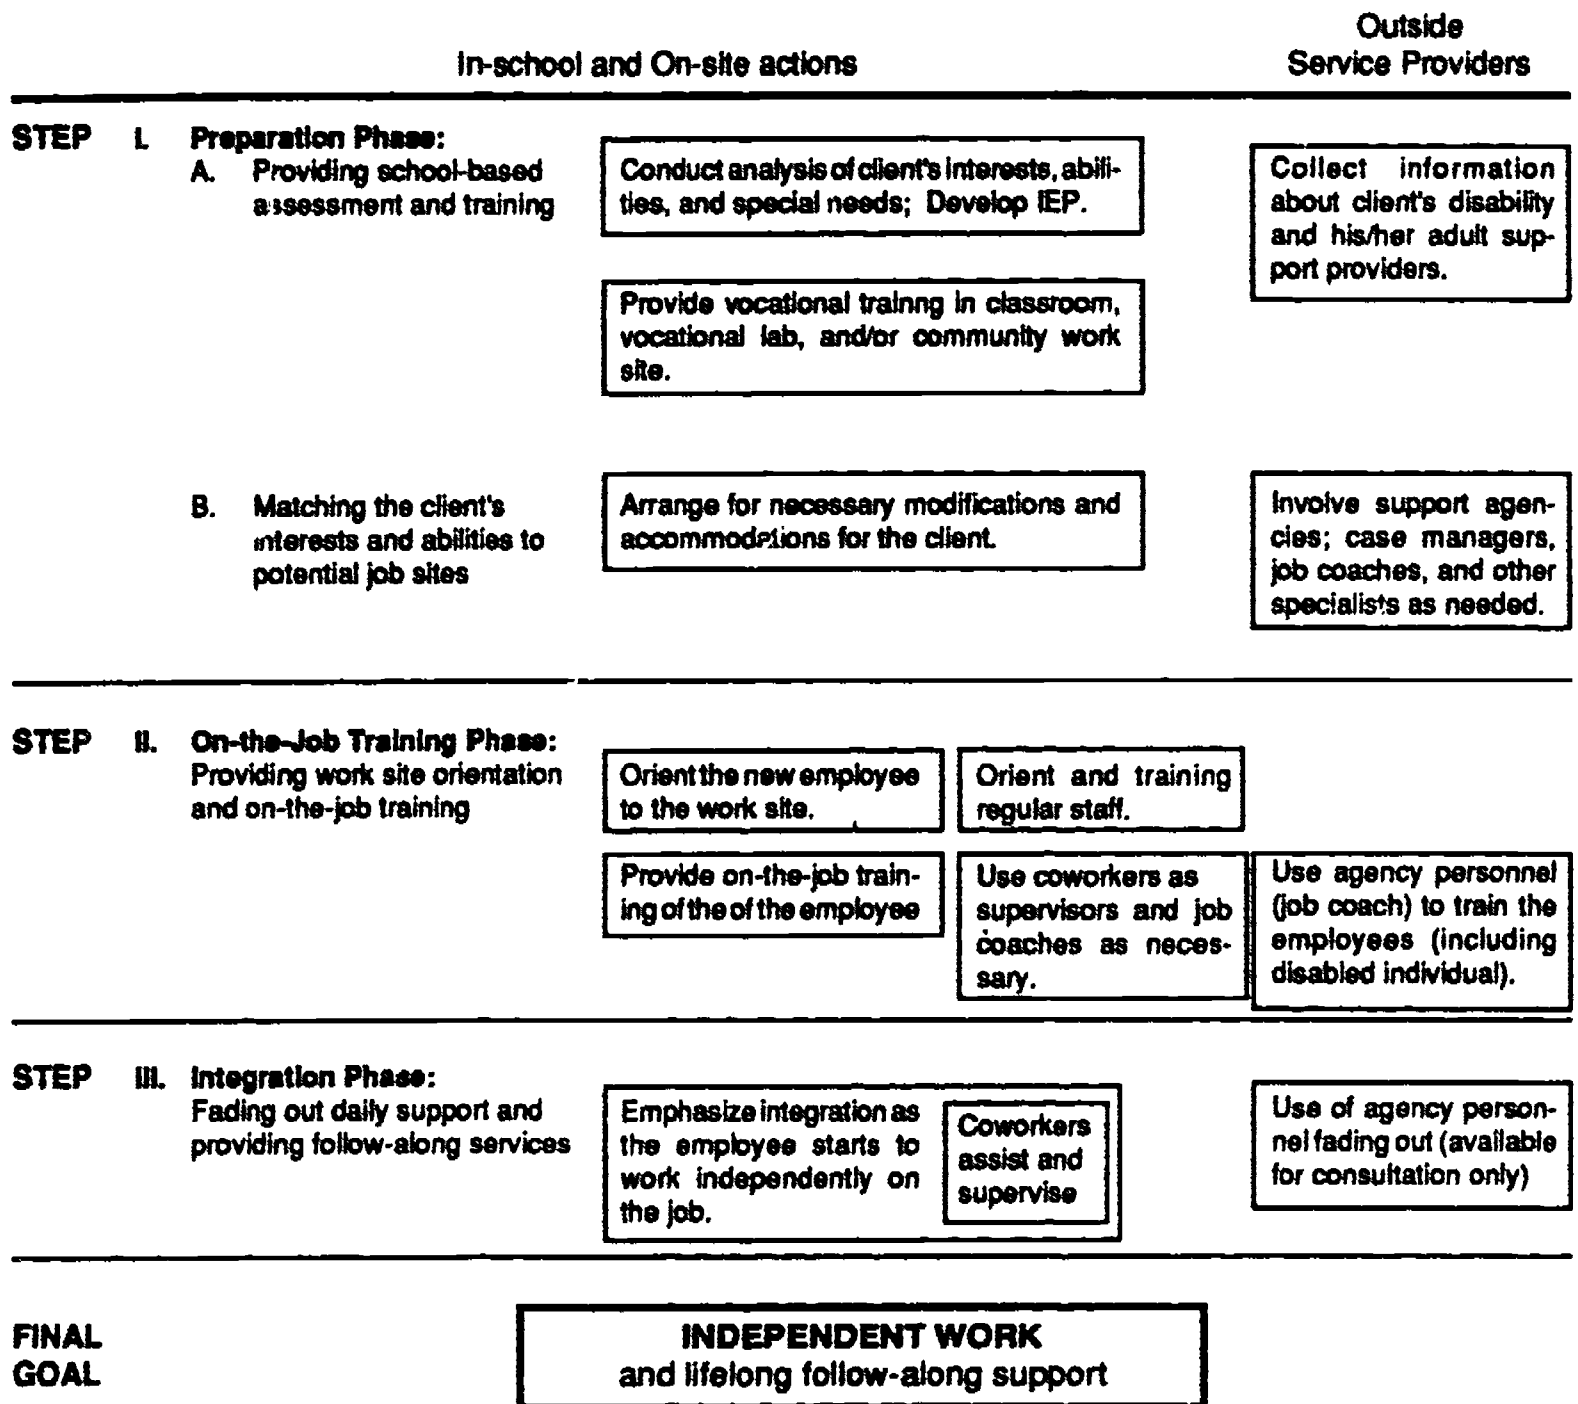 Outside
In-school and On-site actions
Service Providers
STEP I. Preparation Phase:
A. Providing school-based
assessment and training
Conduct analysis of client's interests, abili-
ties, and special needs; Develop IEP.
Provide vocational trainng in classroom,
vocational lab, and/or community work
site.
Collect information
about client's disability
and his/her adult sup-
port providers.
B. Matching the client's
interests and abilities to
potential job sites
Arrange for necessary modifications and
accommodations for the client.
Involve support agen-
cies; case managers,
job coaches, and other
specialists as needed.
STEP II. On-the-Job Training Phase:
Providing work site orientation
and on-the-job training
Orient the new employee
to the work site.
Orient and training
regular staff.
Provide on-the-job train-
ing of the of the employee
Use coworkers as
supervisors and job
coaches as neces-
sary.
Use agency personnel
(job coach) to train the
employees (including
disabled individual).
STEP III. Integration Phase:
Fading out daily support and
providing follow-along services
Emphasize integration as
the employee starts to
work independently on
the job.
Coworkers
assist and
supervise
Use of agency person-
nel fading out (available
for consultation only)
FINAL
GOAL
INDEPENDENT WORK
and lifelong follow-along support